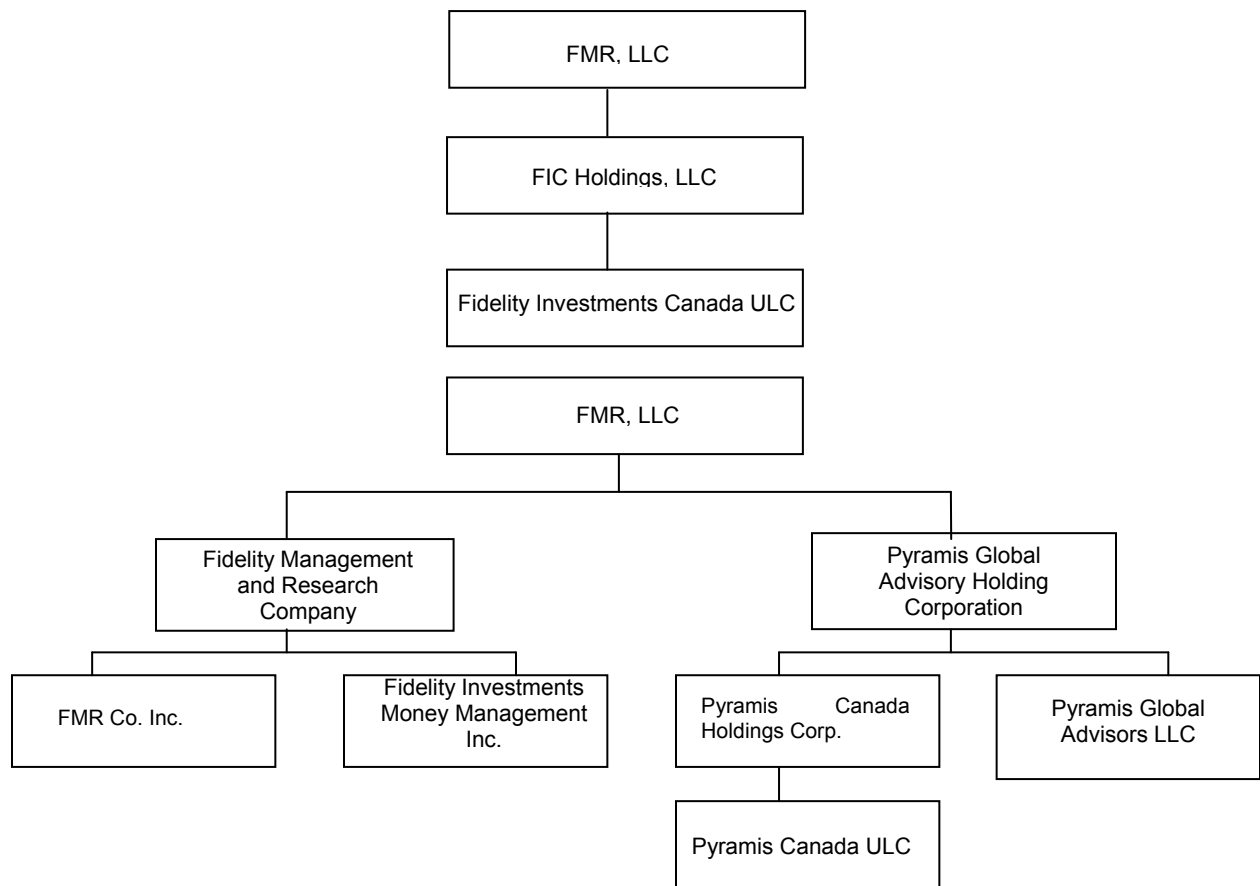 FMR, LLC
FIC Holdings, LLC
Fidelity Investments Canada ULC
FMR, LLC
Fidelity Management
and Research
Company
Pyramis Global
Advisory Holding
Corporation
FMR Co. Inc.
Fidelity Investments
Money Management
Inc.
Pyramis Canada
Holdings Corp.
Pyramis Global
Advisors LLC
Pyramis Canada ULC